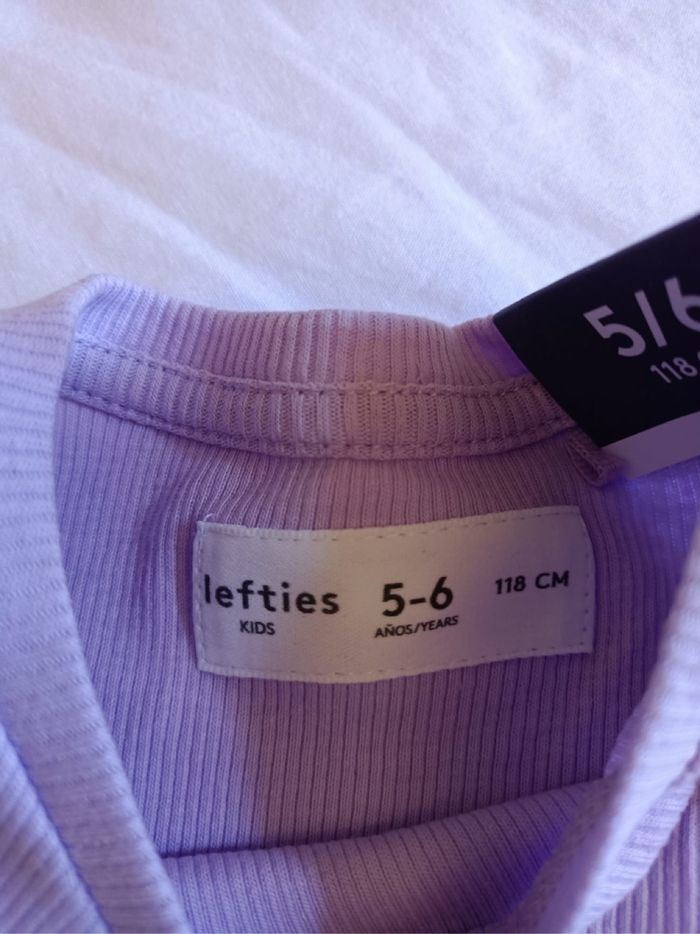 5/6
118
lefties
KIDS
5-6
AÑOS/YEARS
118 CM